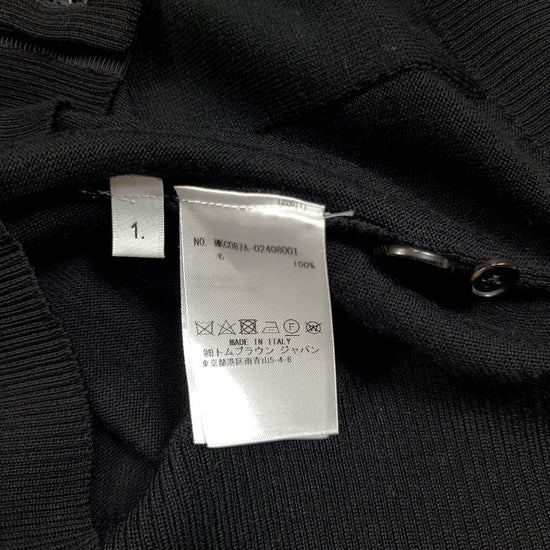 1.
NO. MKC087A-02408001
毛
100%
MADE IN ITALY
㈱トムブラウン ジャパン
東京都港区南青山5-4-6